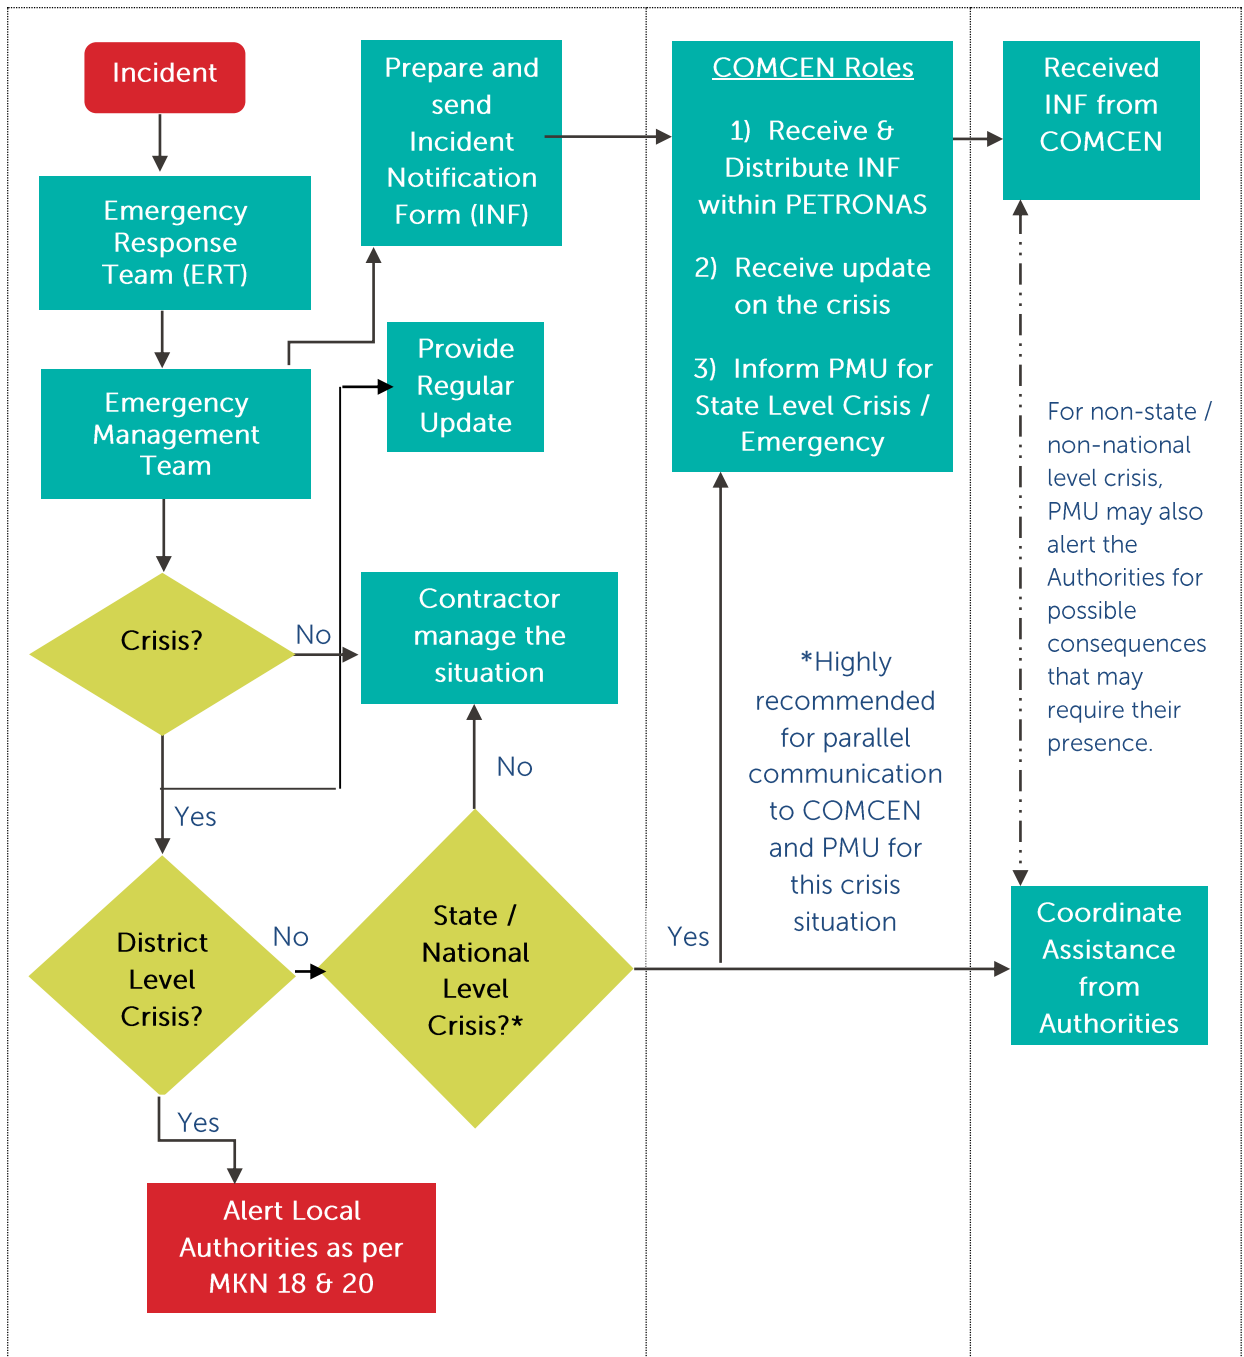 Incident
Emergency
Response
Team (ERT)
Emergency
Management
Team
Crisis?
No
Yes
District
Level
Crisis?
No
Yes
Alert Local
Authorities as per
MKN 18 & 20
Prepare and
send
Incident
Notification
Form (INF)
Provide
Regular
Update
Contractor
manage the
situation
No
State /
National
Level
Crisis?*
Yes
COMCEN Roles
1) Receive &
Distribute INF
within PETRONAS
2) Receive update
on the crisis
3) Inform PMU for
State Level Crisis /
Emergency
*Highly
recommended
for parallel
communication
to COMCEN
and PMU for
this crisis
situation
Received
INF from
COMCEN
For non-state /
non-national
level crisis,
PMU may also
alert the
Authorities for
possible
consequences
that may
require their
presence.
Coordinate
Assistance
from
Authorities